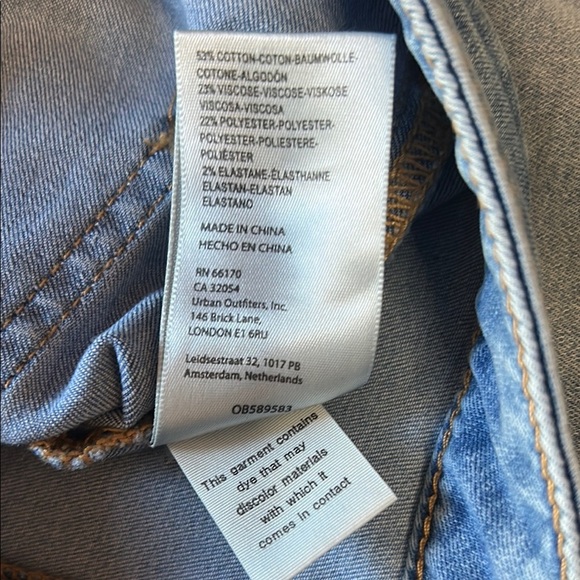 53% COTTON-COTON-BAUMWOLLE-
COTONE-ALGODÓN
23% VISCOSE-VISCOSE-VISKOSE
VISCOSA-VISCOSA
22% POLYESTER-POLYESTER-
POLYESTER-POLIESTERE-
POLIÉSTER
2% ELASTANE-ÉLASTHANNE
ELASTAN-ELASTAN
ELASTANO
MADE IN CHINA
HECHO EN CHINA
RN 66170
CA 32054
Urban Outfitters, Inc.
146 Brick Lane,
LONDON E1 6RU
Leidsestraat 32, 1017 PB
Amsterdam, Netherlands
OB589583
This garment contains
dye that may
discolor materials
with which it
comes in contact